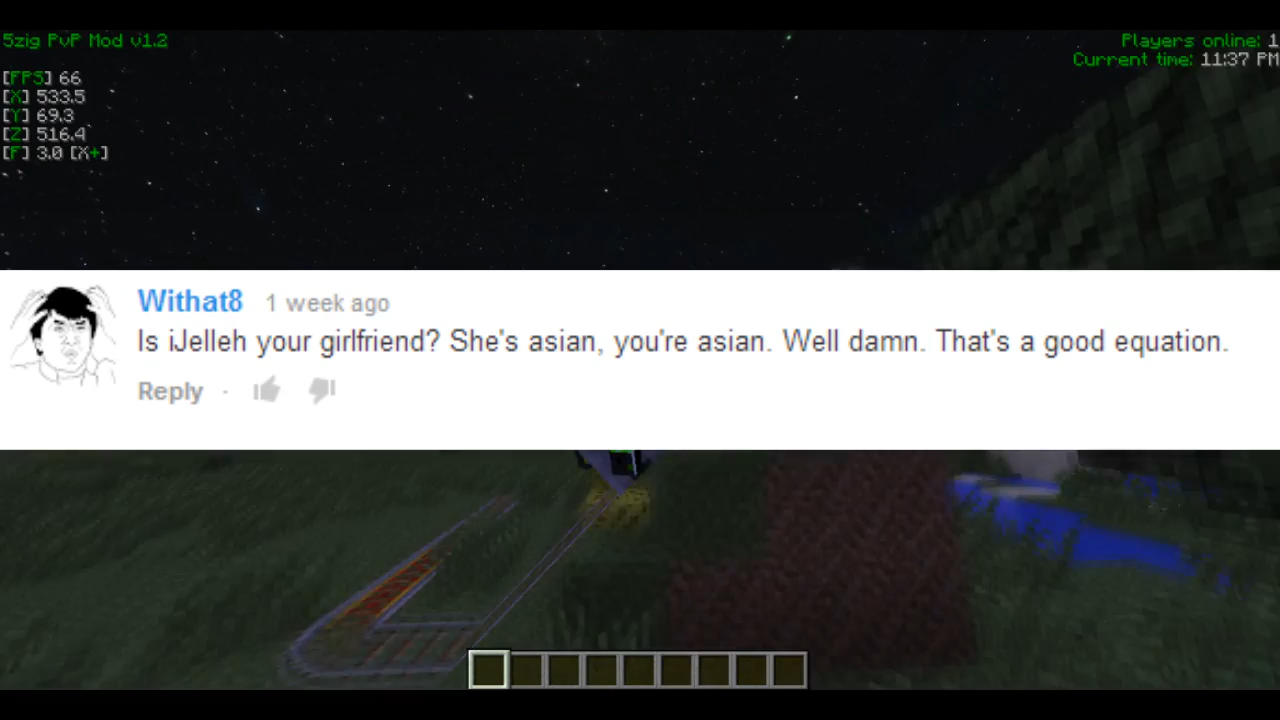 5zig PvP Mod v1.2
Players online: 1
Current time: 11:37 PM
[FPS] 66
[X] 533.5
[Y] 69.3
[Z] 516.4
[F] 3.0 [X+]
Withat8 1 week ago
Is iJelleh your girlfriend? She's asian, you're asian. Well damn. That's a good equation.
Reply ·